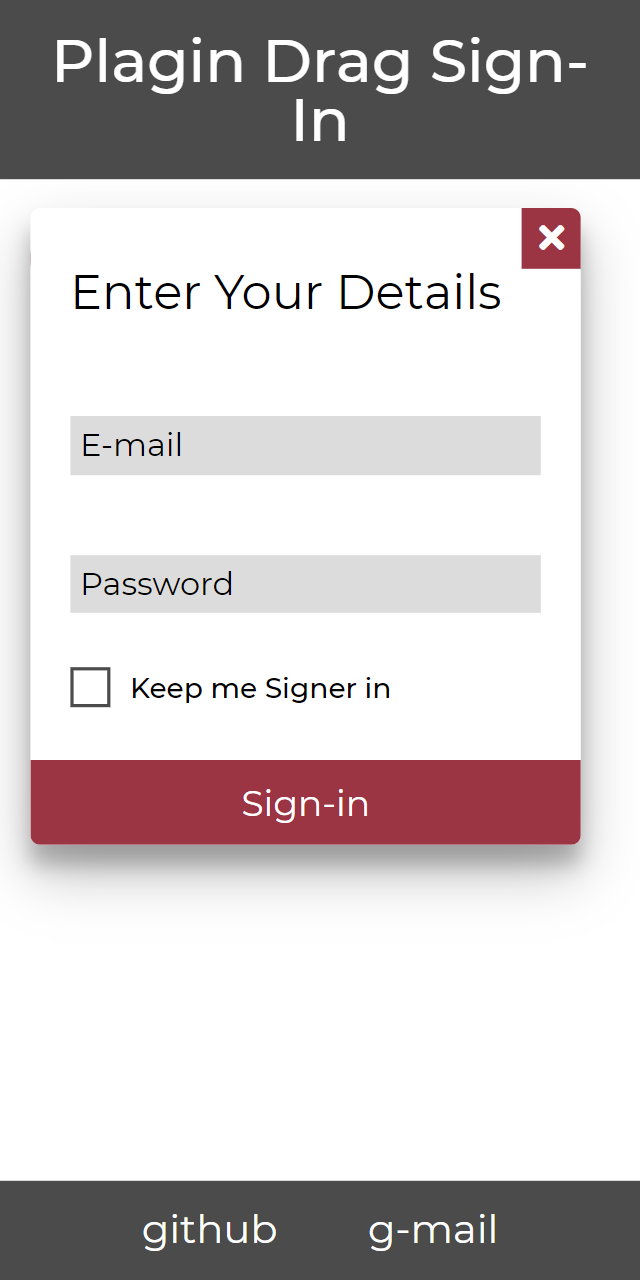 Plagin Drag Sign-
In
Enter Your Details
E-mail
Password
Keep me Signer in
Sign-in
github g-mail